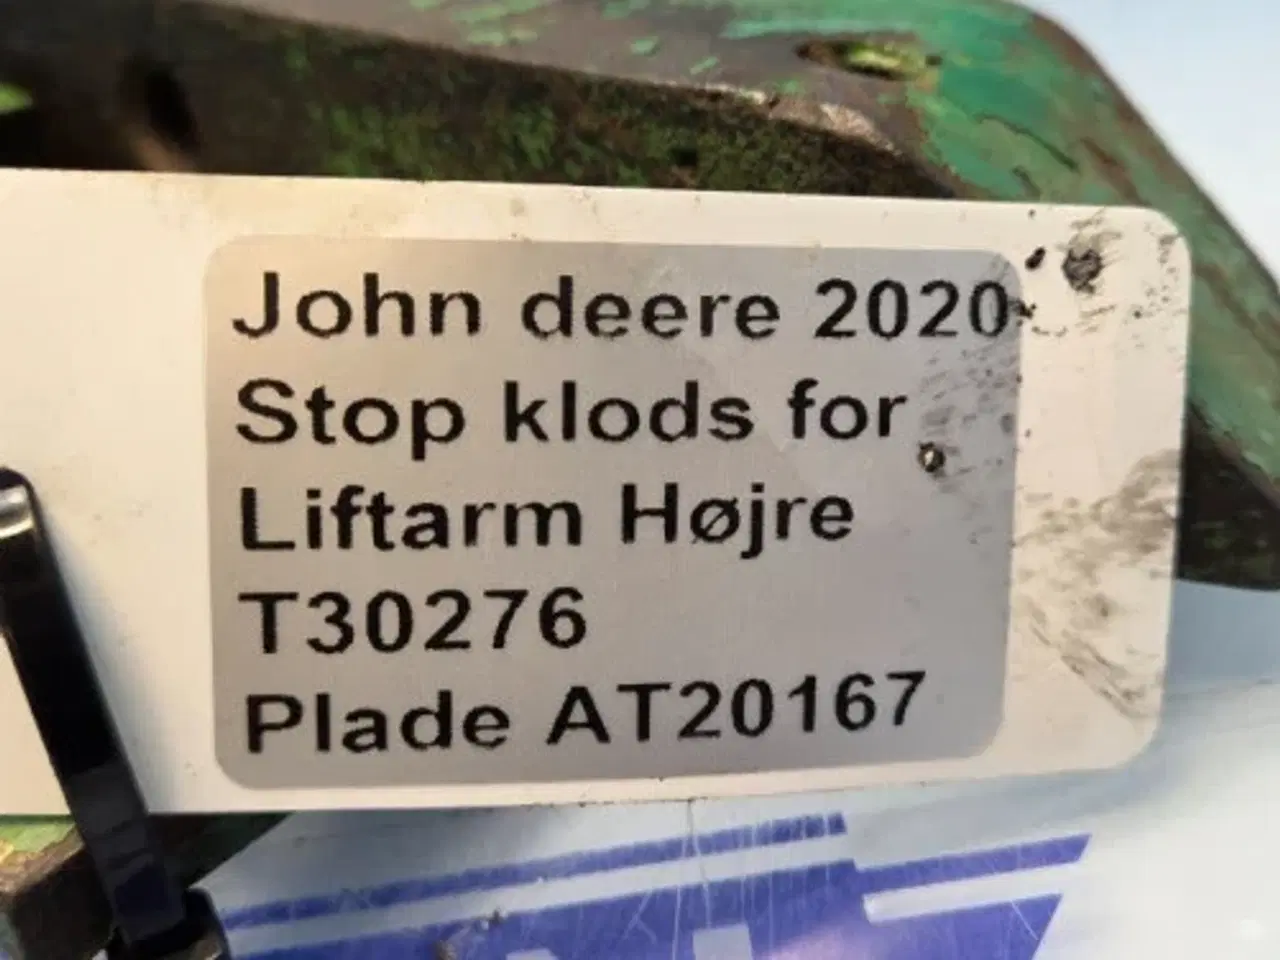 John deere 2020
Stop klods for
Liftarm Højre
T30276
Plade AT20167